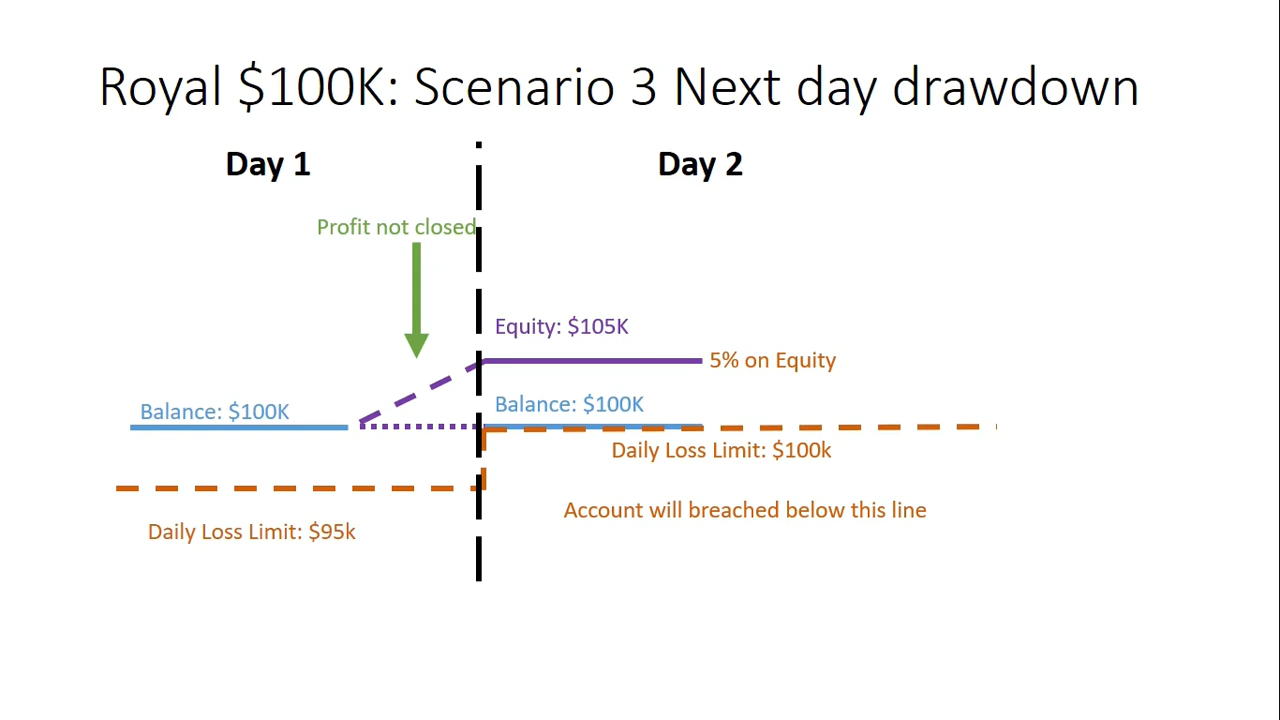 Royal $100K: Scenario 3 Next day drawdown
Day 1
Day 2
Profit not closed
Equity: $105K
5% on Equity
Balance: $100K
Balance: $100K
Daily Loss Limit: $100k
Account will breached below this line
Daily Loss Limit: $95k